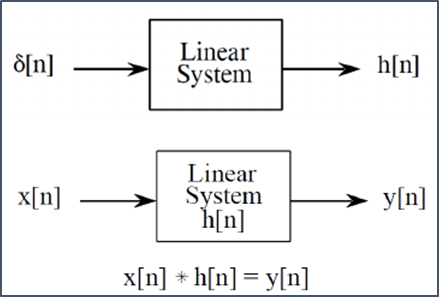 δ[n]
Linear
System
h[n]
x[n]
Linear
System
h[n]
y[n]
x[n] * h[n] = y[n]